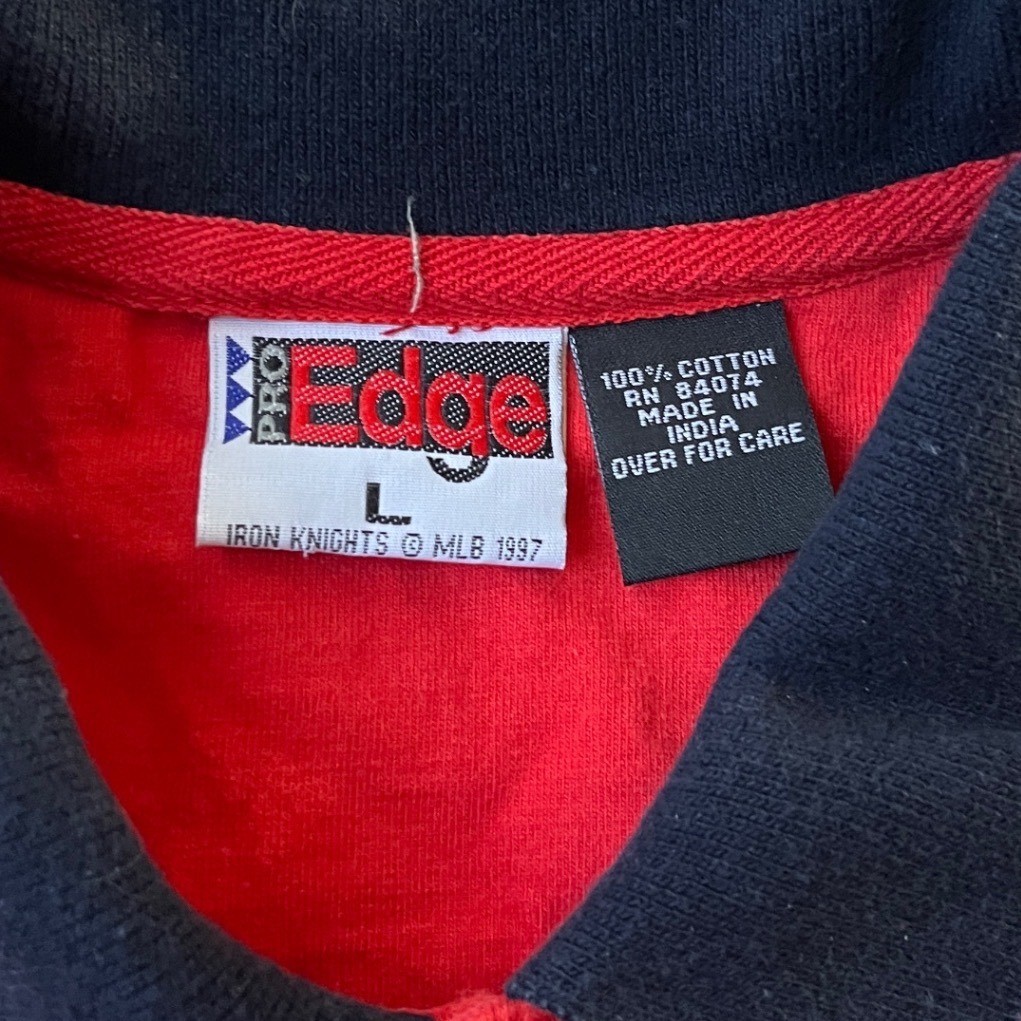 PRO Edge
L
IRON KNIGHTS © MLB 1997
100% COTTON
RN 84074
MADE IN
INDIA
OVER FOR CARE